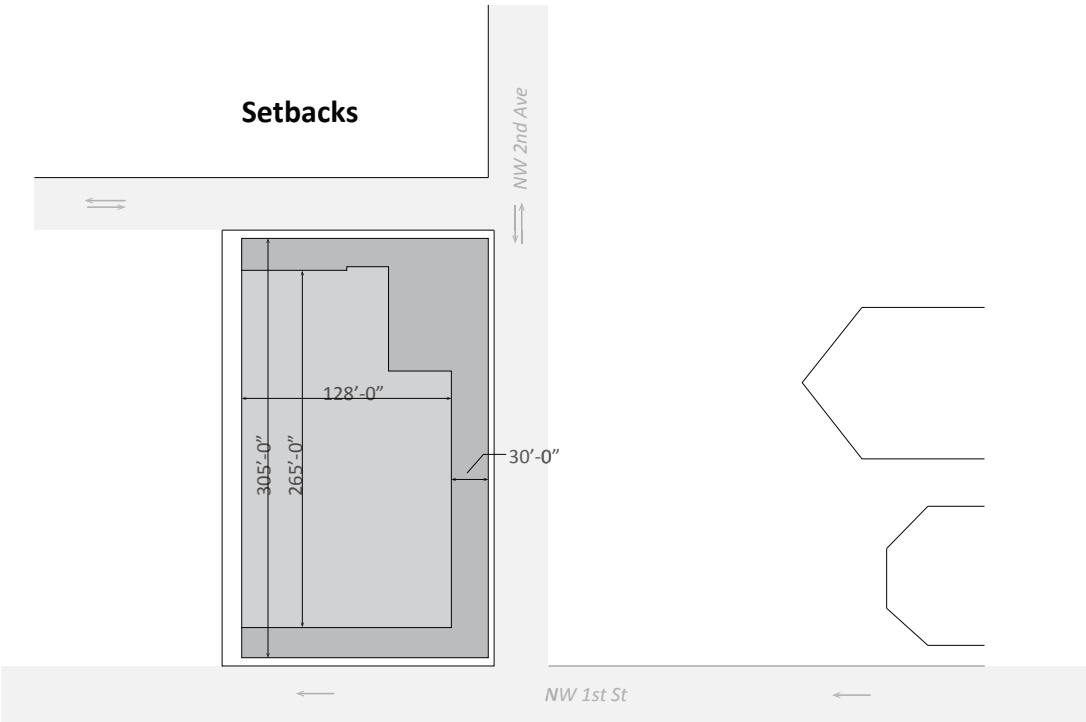 Setbacks
NW 2nd Ave
128’-0”
305’-0”
265’-0”
30’-0”
NW 1st St